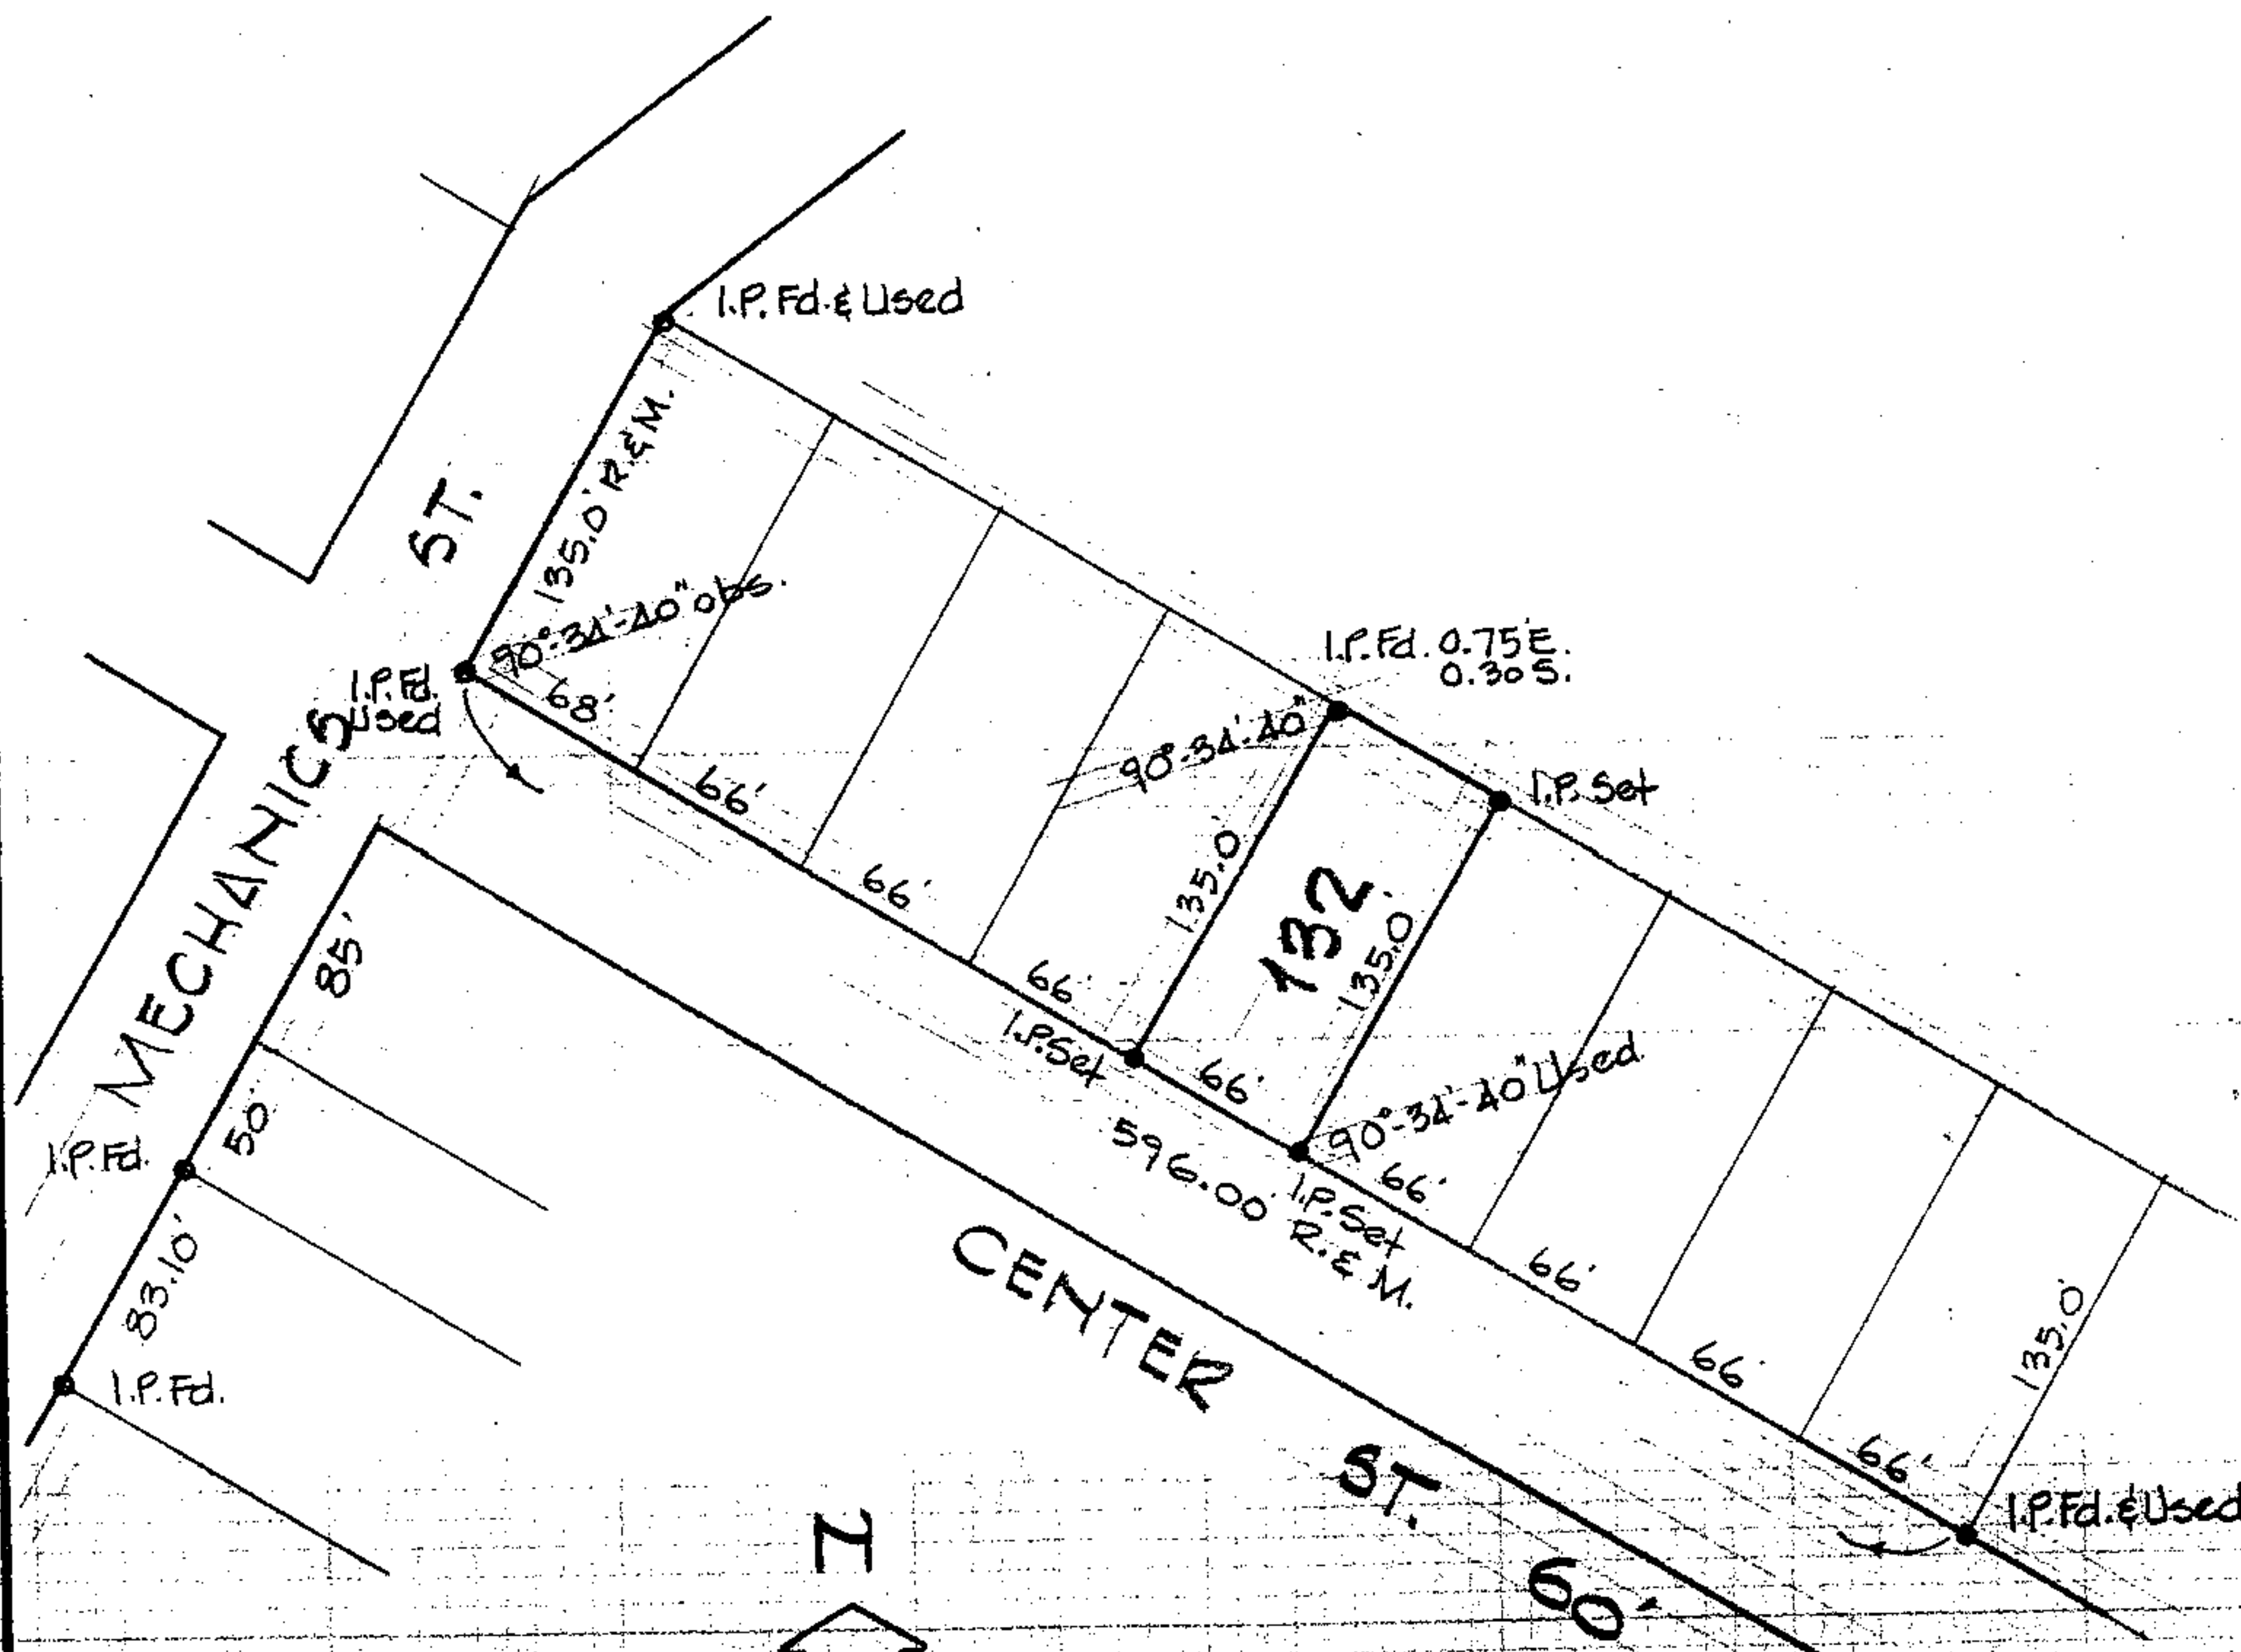 I.P. Fd. & Used
135.0' R.&M.
ST.
90°-34'-40" obs.
I.P. Fd.
Used
68'
I.P. Fd. 0.75'E.
0.30 S.
90°-34'-40"
66'
I.P. Set
MECHANICS
135.0'
132
135.0'
66'
85'
66'
I.P. Set
66'
90°-34'-40" Used
50'
I.P. Fd.
596.00' R. & M.
I.P. Set
66'
83.10'
CENTER
66'
135.0'
66'
I.P. Fd.
ST.
66'
I.P. Fd. & Used
N
60'